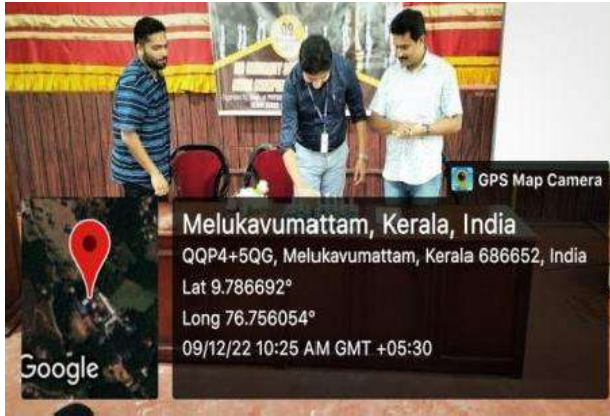 09
GPS Map Camera
Melukavumattam, Kerala, India
QQP4+5QG, Melukavumattam, Kerala 686652, India
Lat 9.786692°
Long 76.756054°
09/12/22 10:25 AM GMT +05:30
Google